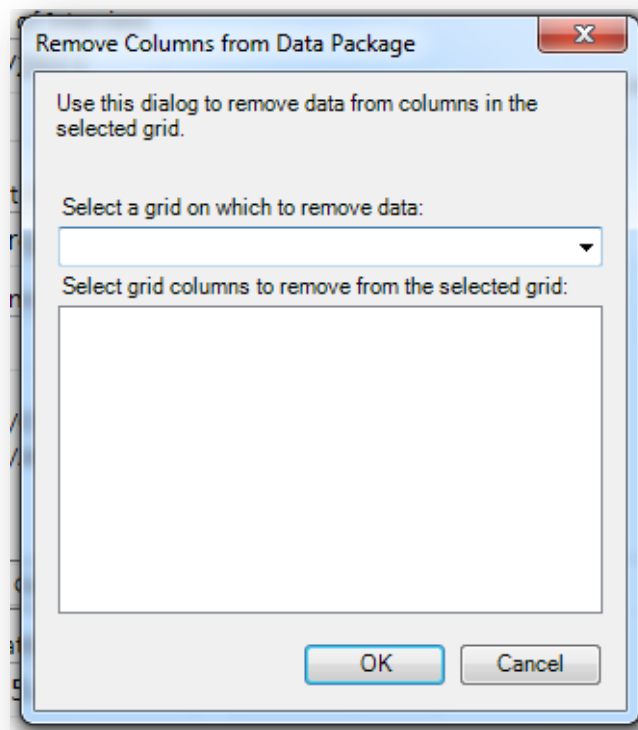 Remove Columns from Data Package
Use this dialog to remove data from columns in the
selected grid.
Select a grid on which to remove data:
Select grid columns to remove from the selected grid:
OK
Cancel